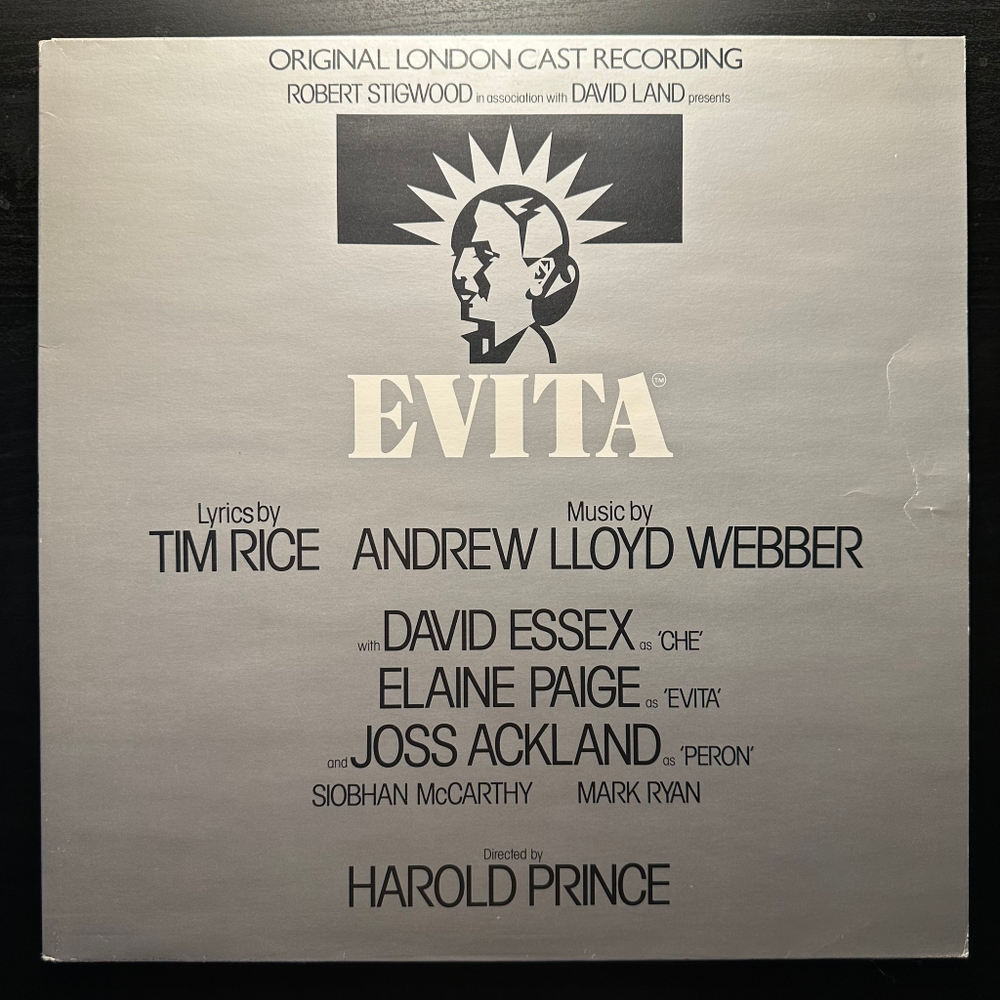 ORIGINAL LONDON CAST RECORDING
ROBERT STIGWOOD in association with DAVID LAND presents
EVITA™
Lyrics by Music by
TIM RICE ANDREW LLOYD WEBBER
with DAVID ESSEX as 'CHE'
ELAINE PAIGE as 'EVITA'
and JOSS ACKLAND as 'PERON'
SIOBHAN McCARTHY MARK RYAN
Directed by
HAROLD PRINCE